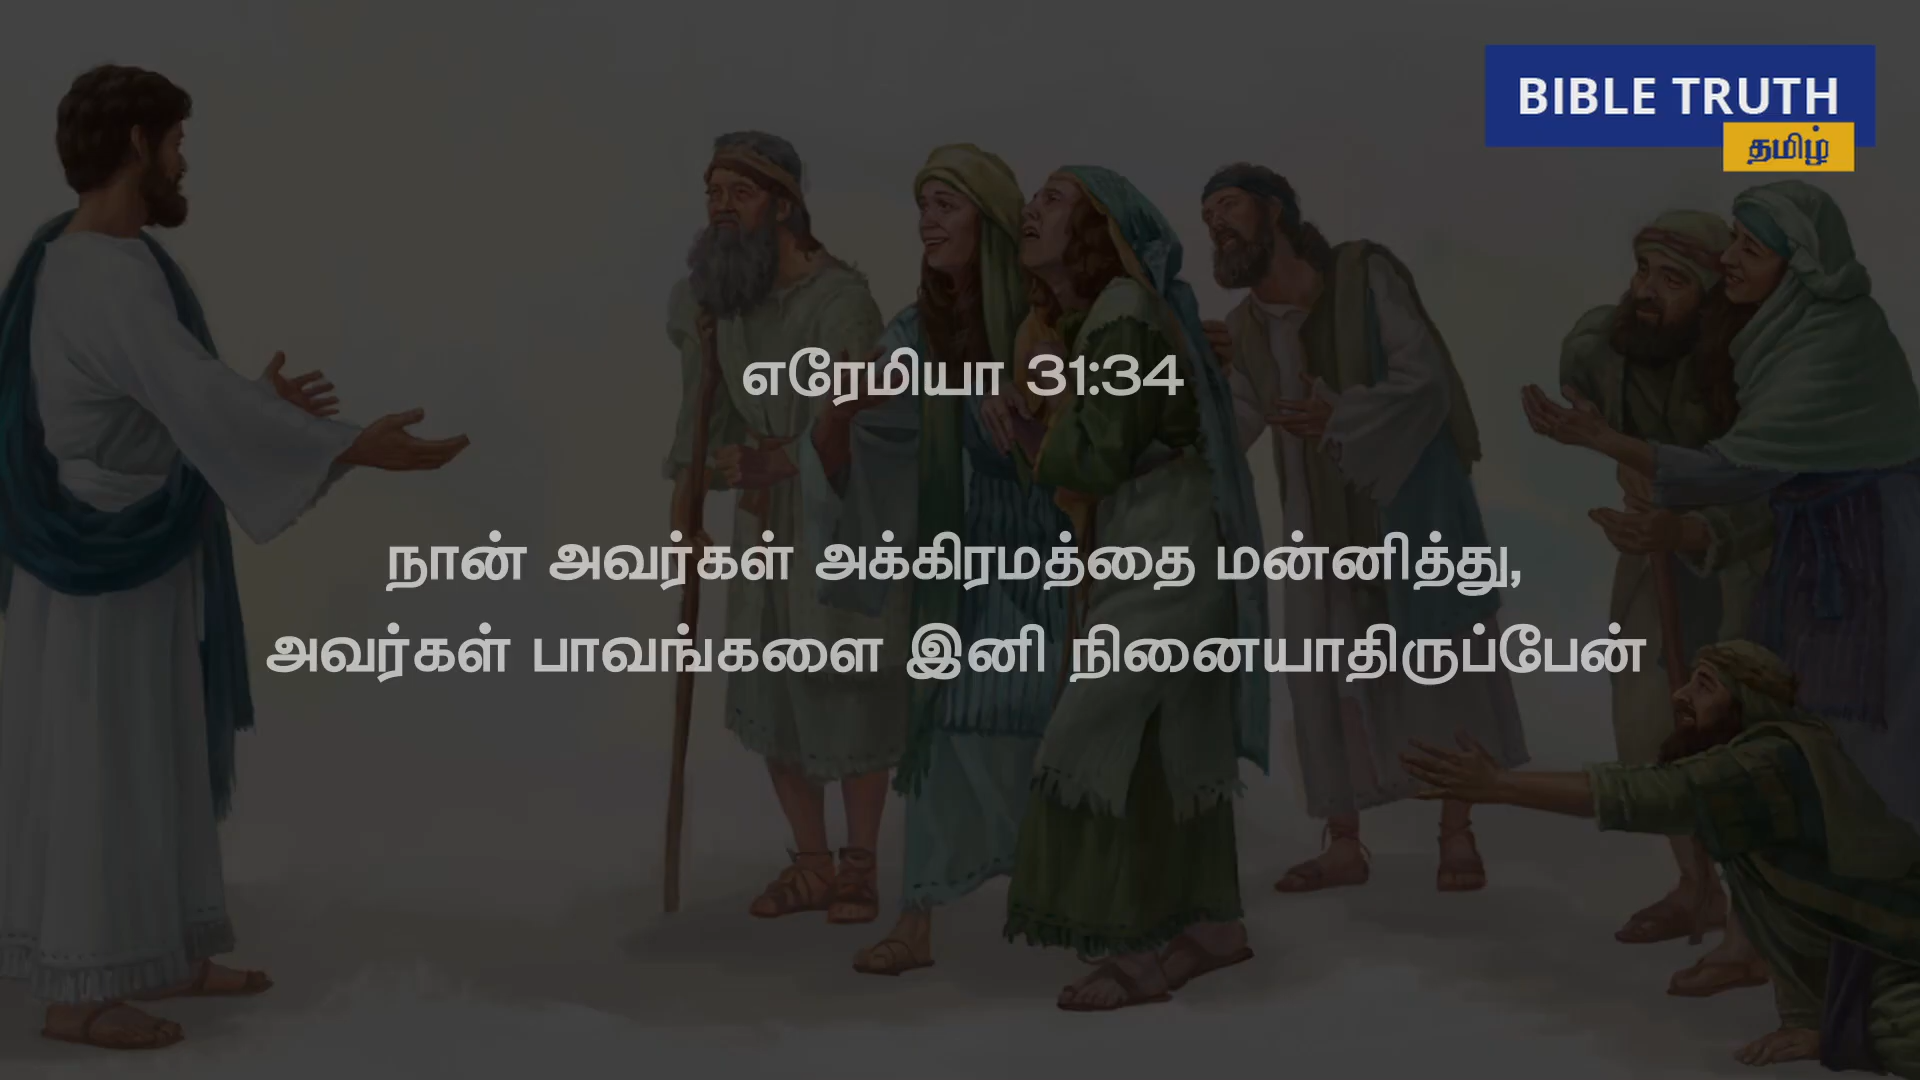 BIBLE TRUTH
தமிழ்
எரேமியா 31:34
நான் அவர்கள் அக்கிரமத்தை மன்னித்து,
அவர்கள் பாவங்களை இனி நினையாதிருப்பேன்